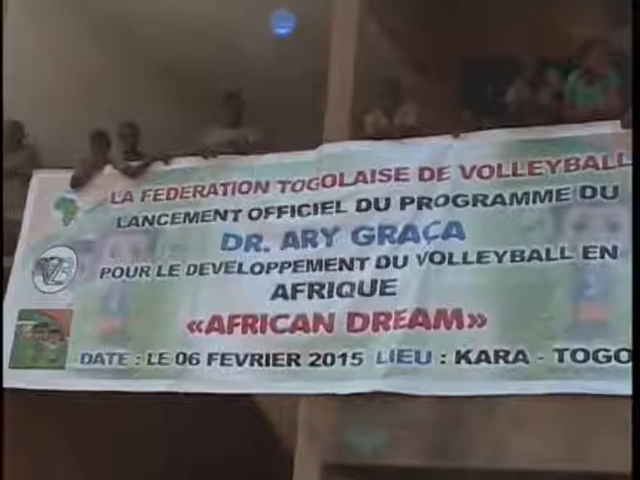 LA FEDERATION TOGOLAISE DE VOLLEYBALL
LANCEMENT OFFICIEL DU PROGRAMME DU
DR. ARY GRAÇA
POUR LE DEVELOPPEMENT DU VOLLEYBALL EN
AFRIQUE
«AFRICAN DREAM»
DATE : LE 06 FEVRIER 2015 LIEU : KARA - TOGO